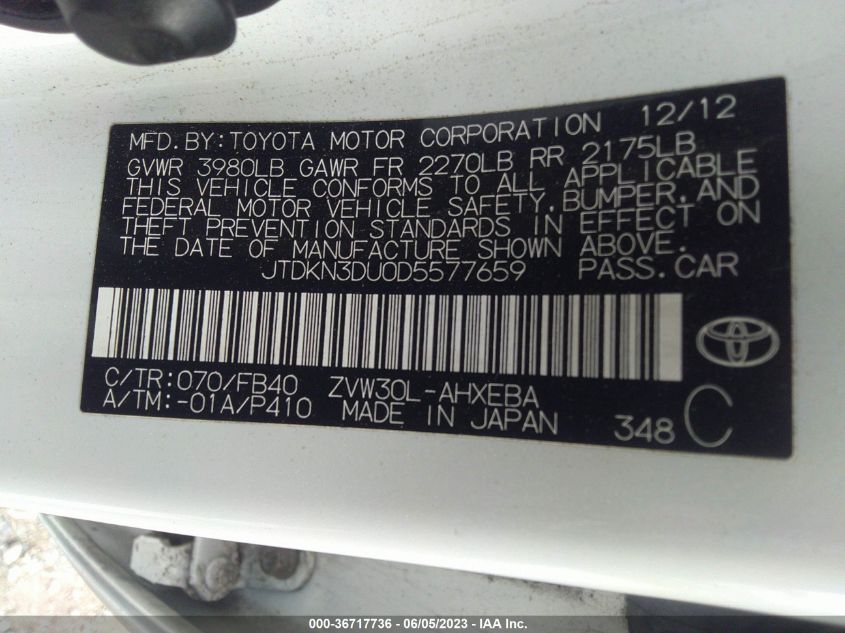 MFD.BY:TOYOTA MOTOR CORPORATION 12/12
GVWR 3980LB GAWR FR 2270LB RR 2175LB
THIS VEHICLE CONFORMS TO ALL APPLICABLE
FEDERAL MOTOR VEHICLE SAFETY,BUMPER,AND
THEFT PREVENTION STANDARDS IN EFFECT ON
THE DATE OF MANUFACTURE SHOWN ABOVE.
JTDKN3DU0D5577659 PASS.CAR
C/TR:070/FB40 ZVW30L-AHXEBA
A/TM:-01A/P410 MADE IN JAPAN 348 C
000-36717736 - 06/05/2023 - IAA Inc.